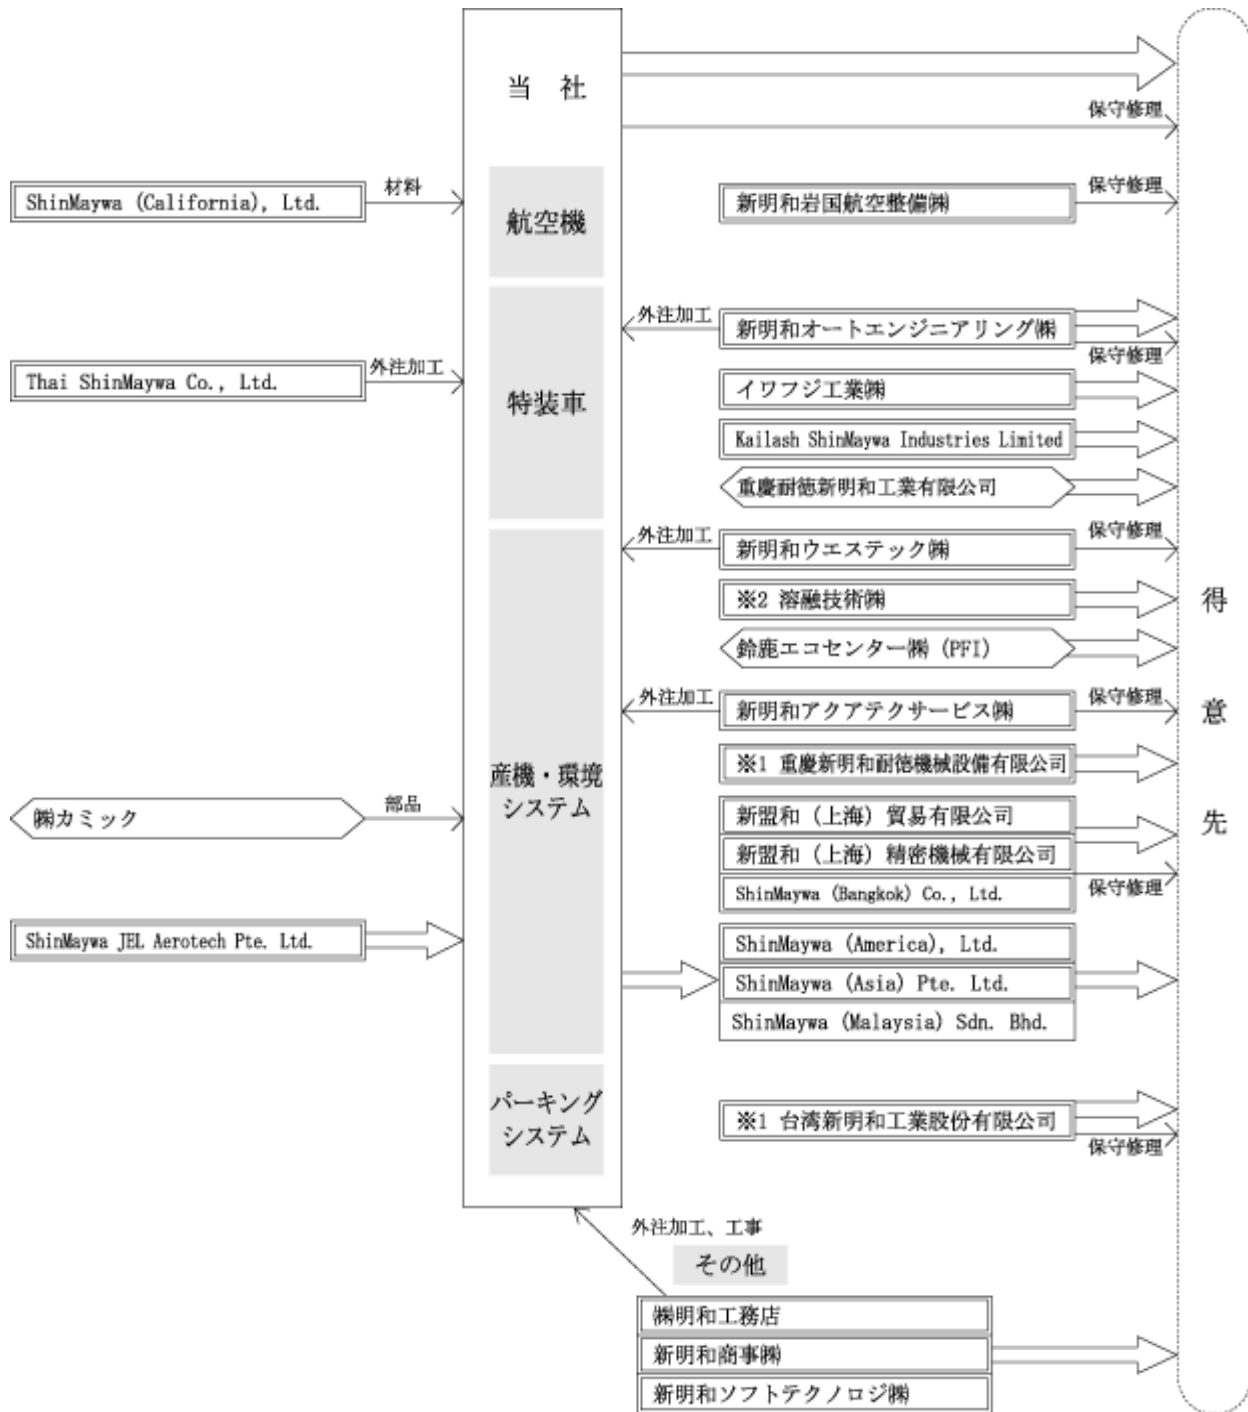 当 社
保守修理
ShinMaywa (California), Ltd.
材料
航空機
新明和岩国航空整備㈱
保守修理
Thai ShinMaywa Co., Ltd.
外注加工
特装車
外注加工
新明和オートエンジニアリング㈱
保守修理
イワフジ工業㈱
Kailash ShinMaywa Industries Limited
重慶耐徳新明和工業有限公司
外注加工
新明和ウエステック㈱
保守修理
※2 溶融技術㈱
鈴鹿エコセンター㈱ (PFI)
外注加工
新明和アクアテクサービス㈱
保守修理
※1 重慶新明和耐徳機械設備有限公司
㈱カミック
部品
産機・環境
システム
新盟和（上海）貿易有限公司
新盟和（上海）精密機械有限公司
ShinMaywa (Bangkok) Co., Ltd.
保守修理
ShinMaywa JEL Aerotech Pte. Ltd.
ShinMaywa (America), Ltd.
ShinMaywa (Asia) Pte. Ltd.
ShinMaywa (Malaysia) Sdn. Bhd.
パーキング
システム
※1 台湾新明和工業股份有限公司
保守修理
外注加工、工事
その他
㈱明和工務店
新明和商事㈱
新明和ソフトテクノロジ㈱
得意先